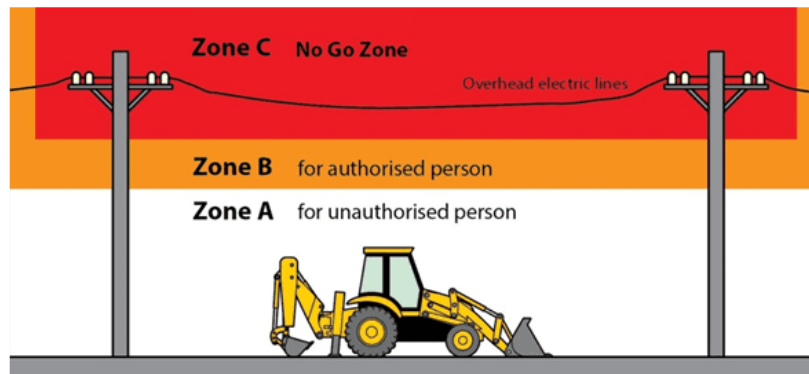 Zone C No Go Zone
Overhead electric lines
Zone B for authorised person
Zone A for unauthorised person